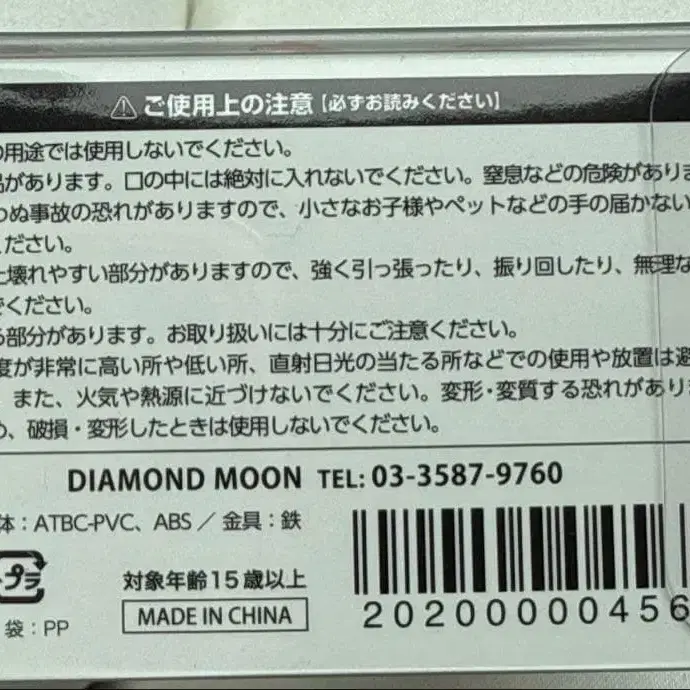 ⚠ ご使用上の注意【必ずお読みください】
の用途では使用しないでください。
品があります。口の中には絶対に入れないでください。窒息などの危険がありま
わぬ事故の恐れがありますので、小さなお子様やペットなどの手の届かない
ください。
上壊れやすい部分がありますので、強く引っ張ったり、振り回したり、無理な
でください。
る部分があります。お取り扱いには十分にご注意ください。
度が非常に高い所や低い所、直射日光の当たる所などでの使用や放置は避
また、火気や熱源に近づけないでください。変形・変質する恐れがあり
め、破損・変形したときは使用しないでください。
DIAMOND MOON TEL: 03-3587-9760
体：ATBC-PVC、ABS／金具：鉄
プラ
対象年齢15歳以上
袋：PP
MADE IN CHINA
20200000456